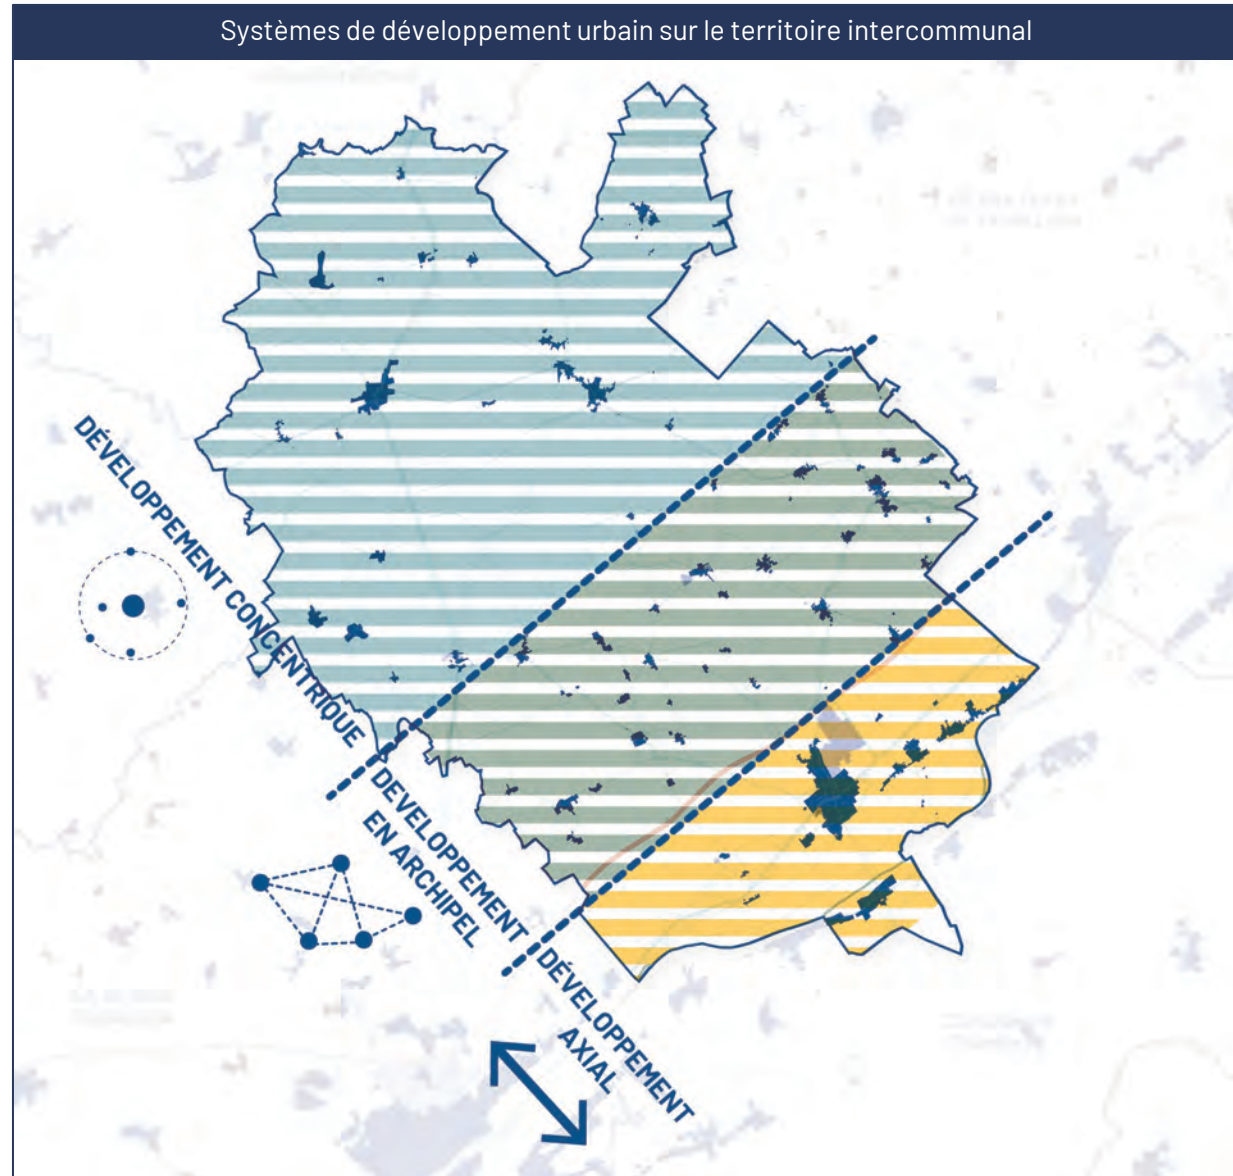 Systèmes de développement urbain sur le territoire intercommunal
DÉVELOPPEMENT CONCENTRIQUE
DÉVELOPPEMENT
EN ARCHIPEL
DÉVELOPPEMENT
AXIAL